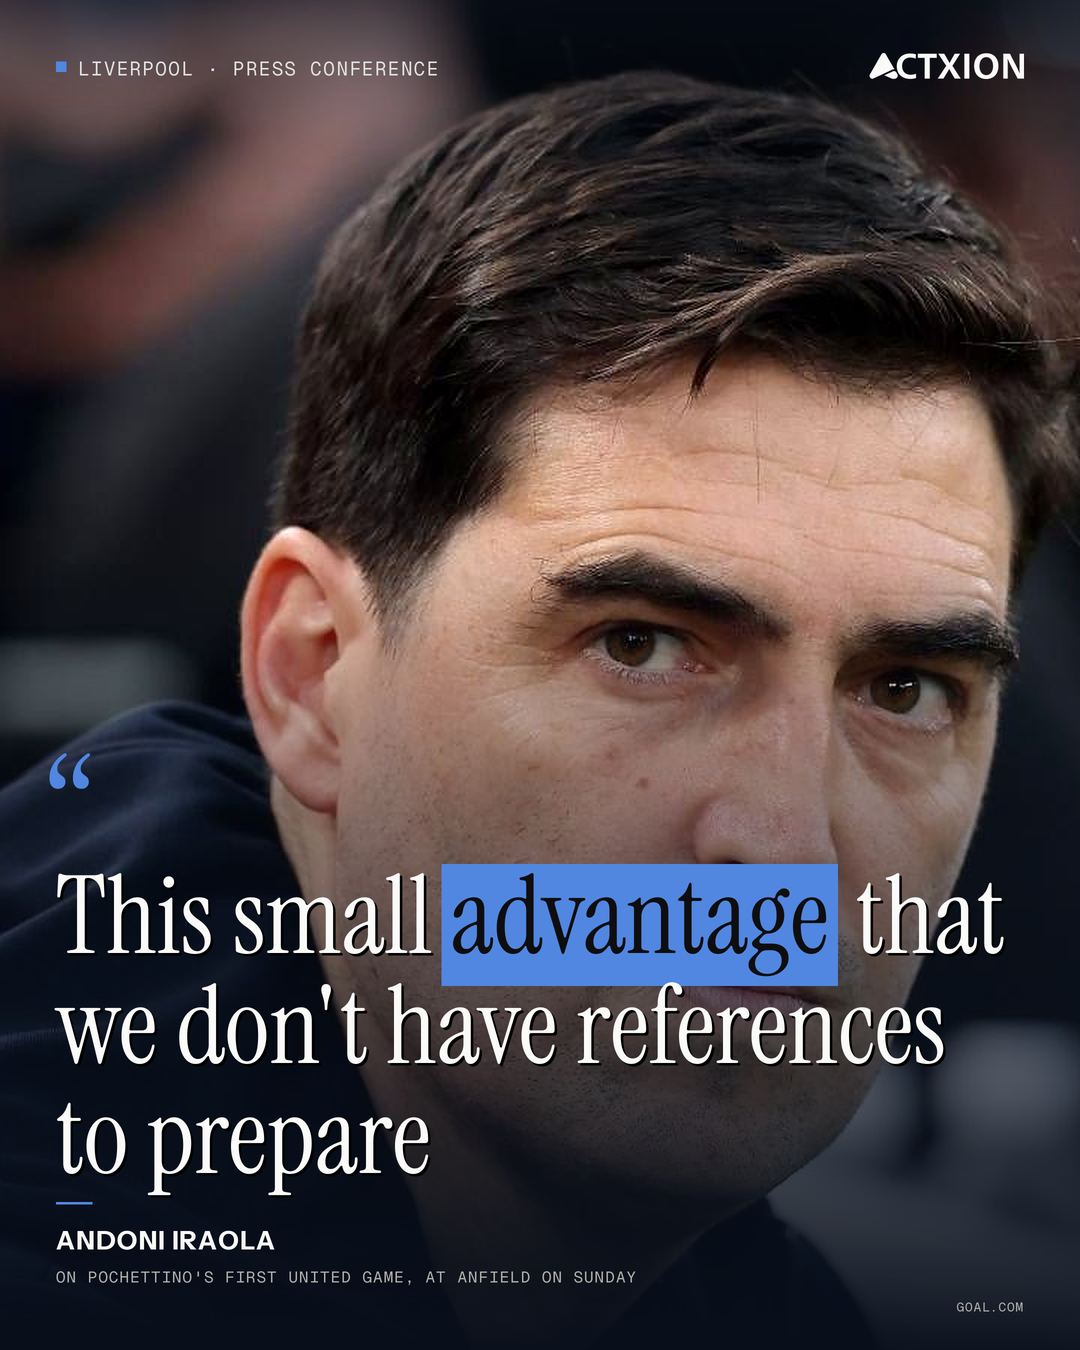 LIVERPOOL · PRESS CONFERENCE
ACTXION
“
This small advantage that
we don't have references
to prepare
ANDONI IRAOLA
ON POCHETTINO'S FIRST UNITED GAME, AT ANFIELD ON SUNDAY
GOAL.COM